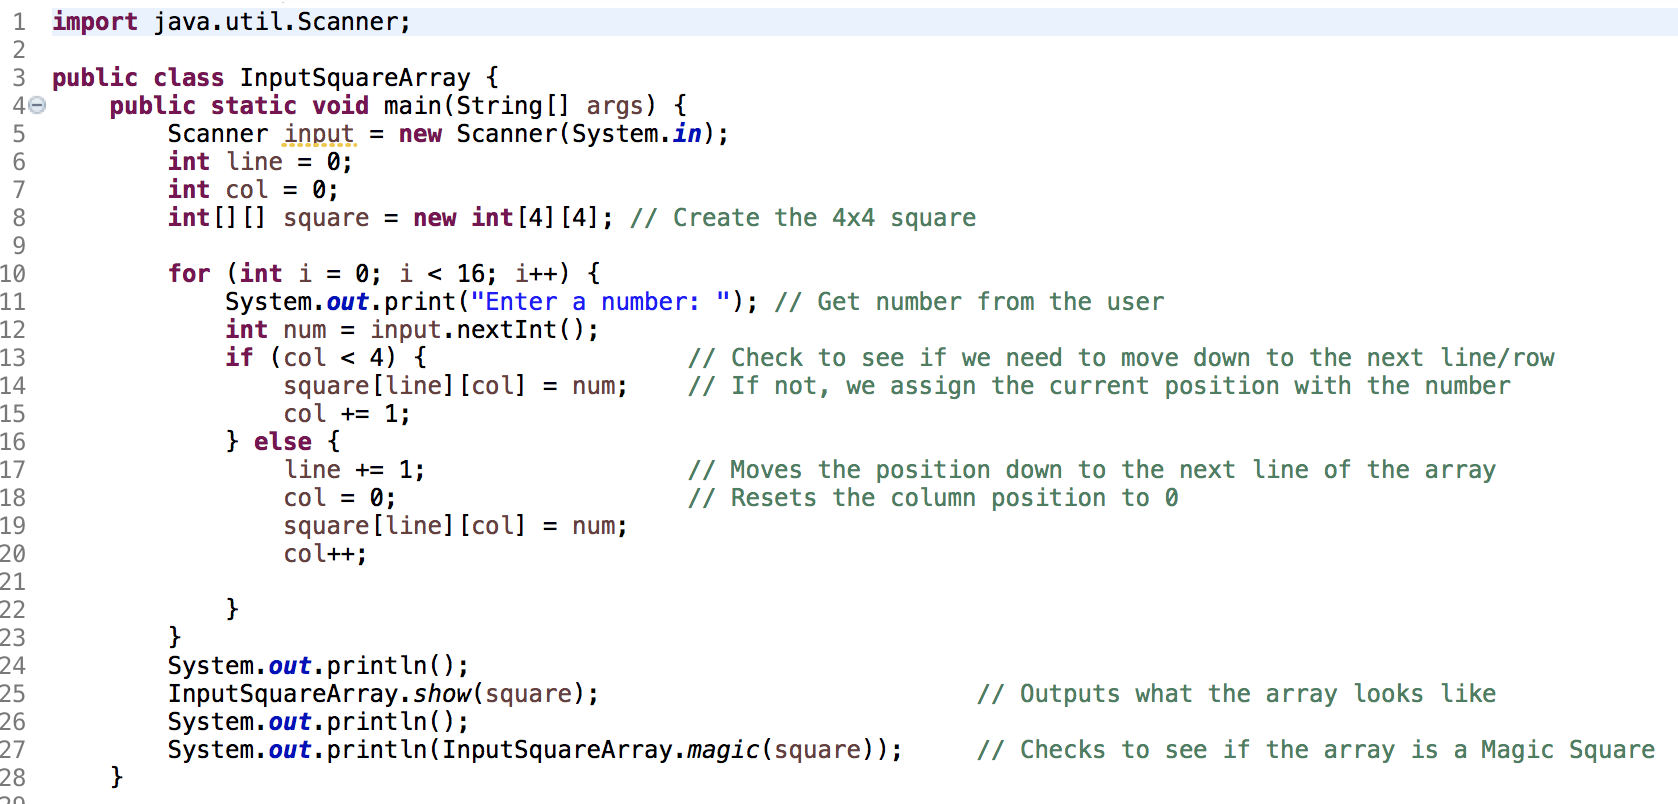 1 import java.util.Scanner;
2
3 public class InputSquareArray {
4 public static void main(String[] args) {
5 Scanner input = new Scanner(System.in);
6 int line = 0;
7 int col = 0;
8 int[][] square = new int[4][4]; // Create the 4x4 square
9
10 for (int i = 0; i < 16; i++) {
11 System.out.print("Enter a number: "); // Get number from the user
12 int num = input.nextInt();
13 if (col < 4) { // Check to see if we need to move down to the next line/row
14 square[line][col] = num; // If not, we assign the current position with the number
15 col += 1;
16 } else {
17 line += 1; // Moves the position down to the next line of the array
18 col = 0; // Resets the column position to 0
19 square[line][col] = num;
20 col++;
21
22 }
23 }
24 System.out.println();
25 InputSquareArray.show(square); // Outputs what the array looks like
26 System.out.println();
27 System.out.println(InputSquareArray.magic(square)); // Checks to see if the array is a Magic Square
28 }
29